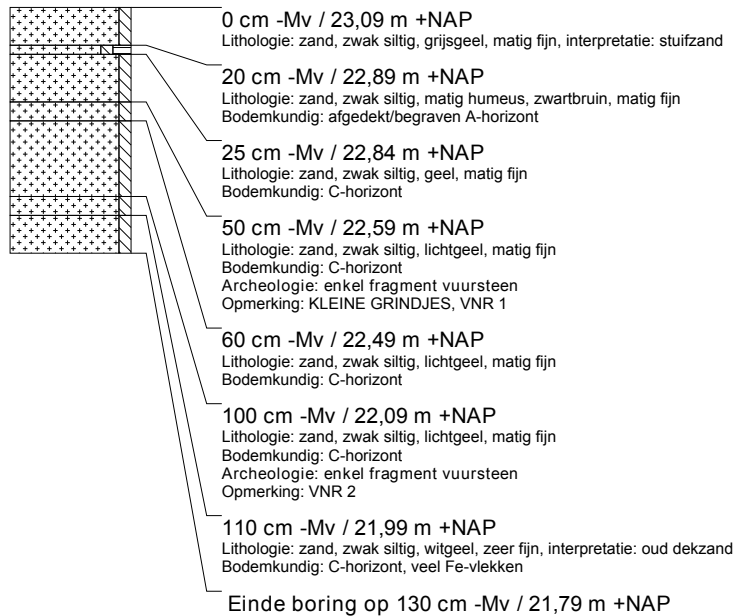 0 cm -Mv / 23,09 m +NAP
Lithologie: zand, zwak siltig, grijsgeel, matig fijn, interpretatie: stuifzand
20 cm -Mv / 22,89 m +NAP
Lithologie: zand, zwak siltig, matig humeus, zwartbruin, matig fijn
Bodemkundig: afgedekt/begraven A-horizont
25 cm -Mv / 22,84 m +NAP
Lithologie: zand, zwak siltig, geel, matig fijn
Bodemkundig: C-horizont
50 cm -Mv / 22,59 m +NAP
Lithologie: zand, zwak siltig, lichtgeel, matig fijn
Bodemkundig: C-horizont
Archeologie: enkel fragment vuursteen
Opmerking: KLEINE GRINDJES, VNR 1
60 cm -Mv / 22,49 m +NAP
Lithologie: zand, zwak siltig, lichtgeel, matig fijn
Bodemkundig: C-horizont
100 cm -Mv / 22,09 m +NAP
Lithologie: zand, zwak siltig, lichtgeel, matig fijn
Bodemkundig: C-horizont
Archeologie: enkel fragment vuursteen
Opmerking: VNR 2
110 cm -Mv / 21,99 m +NAP
Lithologie: zand, zwak siltig, witgeel, zeer fijn, interpretatie: oud dekzand
Bodemkundig: C-horizont, veel Fe-vlekken
Einde boring op 130 cm -Mv / 21,79 m +NAP